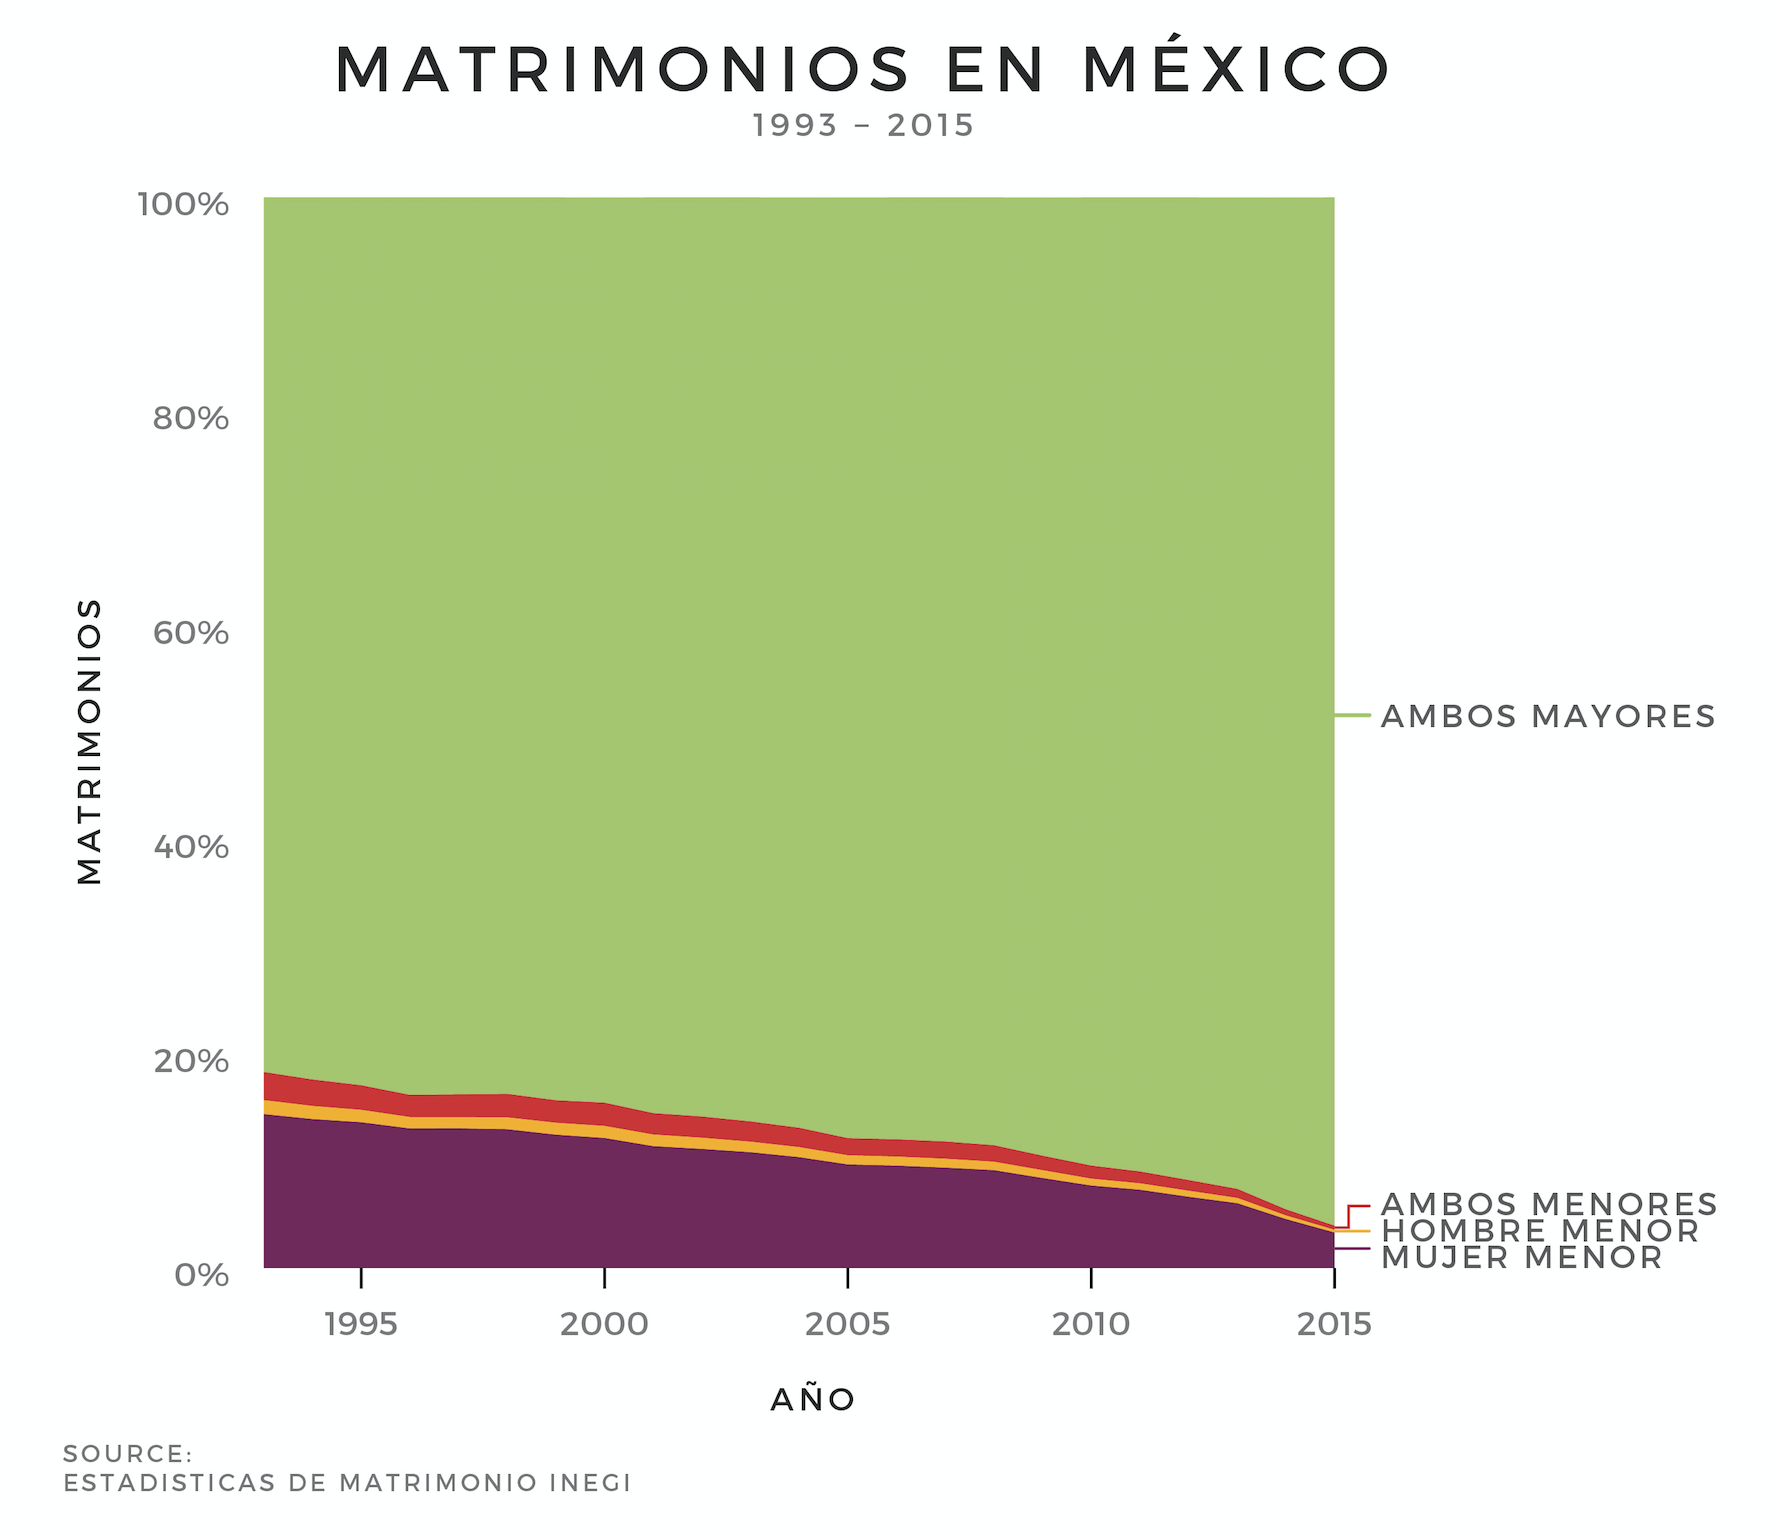 MATRIMONIOS EN MÉXICO
1993 – 2015
100%
80%
60%
40%
20%
0%
MATRIMONIOS
AMBOS MAYORES
AMBOS MENORES
HOMBRE MENOR
MUJER MENOR
1995
2000
2005
2010
2015
AÑO
SOURCE:
ESTADISTICAS DE MATRIMONIO INEGI